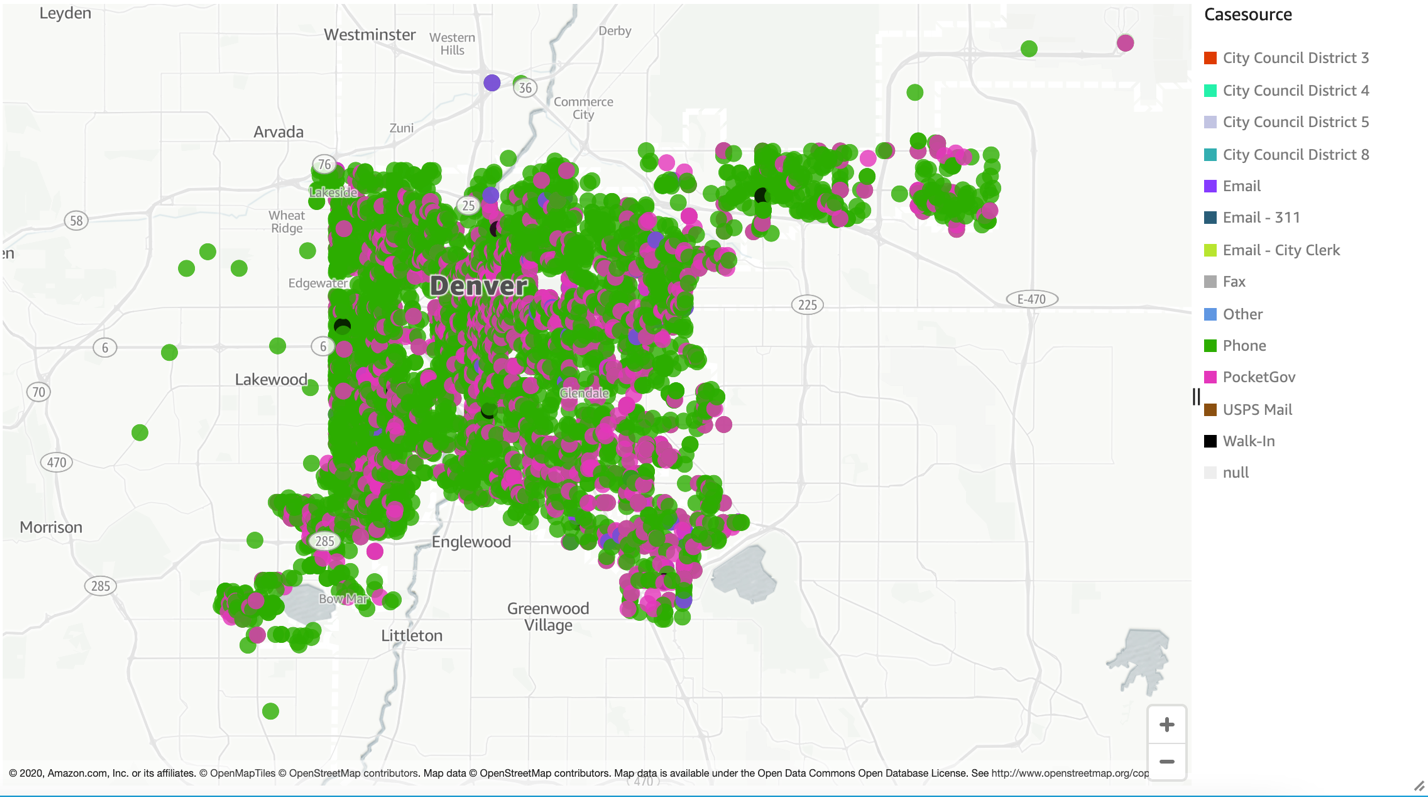 Leyden
Westminster
Western
Hills
Derby
36
Commerce
City
Arvada
Zuni
76
Lakeside
25
Wheat
Ridge
58
en
Edgewater
Denver
225
E-470
6
6
Lakewood
70
Glendale
470
Morrison
285
Englewood
285
Bow Mar
Greenwood
Village
Littleton
470
© 2020, Amazon.com, Inc. or its affiliates. © OpenMapTiles © OpenStreetMap contributors. Map data © OpenStreetMap contributors. Map data is available under the Open Data Commons Open Database License. See http://www.openstreetmap.org/cop
Casesource
City Council District 3
City Council District 4
City Council District 5
City Council District 8
Email
Email - 311
Email - City Clerk
Fax
Other
Phone
PocketGov
USPS Mail
Walk-In
null
+
−